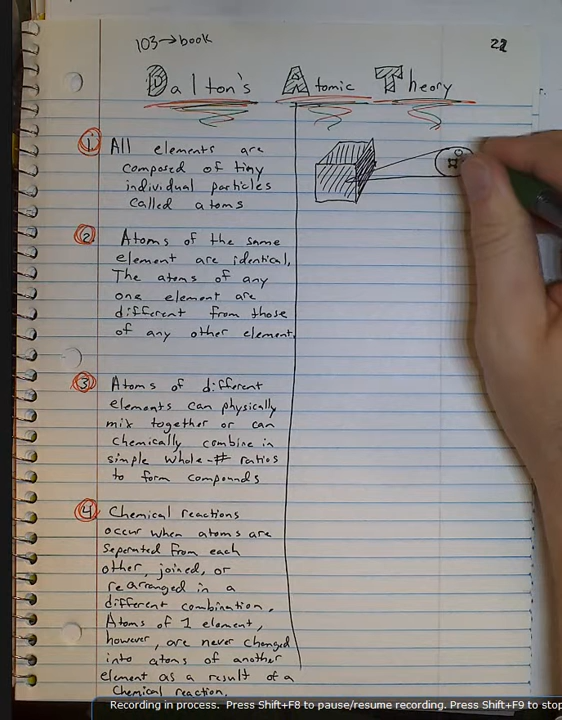 103→book
22
Dalton's Atomic Theory
1. All elements are
composed of tiny
individual particles
called atoms
2. Atoms of the same
element are identical.
The atoms of any
one element are
different from those
of any other element.
3 Atoms of different
elements can physically
mix together or can
chemically combine in
simple whole-# ratios
to form compounds
4 Chemical reactions
occur when atoms are
seperated from each
other, joined, or
rearranged in a
different combination.
Atoms of 1 element,
however, are never changed
into atoms of another
element as a result of a
Chemical reaction.
Recording in process. Press Shift+F8 to pause/resume recording. Press Shift+F9 to stop